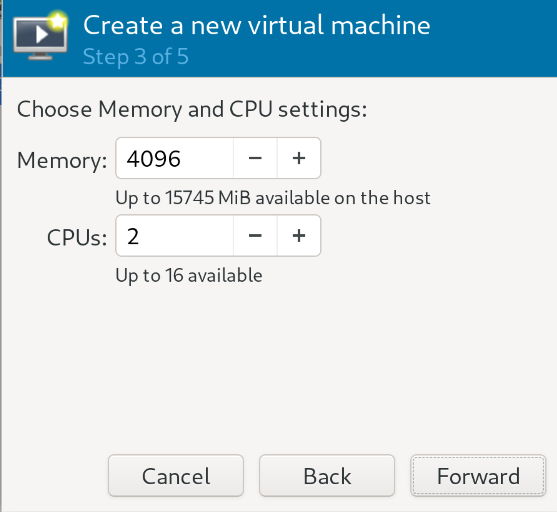 Create a new virtual machine
Step 3 of 5
Choose Memory and CPU settings:
Memory: 4096 − +
Up to 15745 MiB available on the host
CPUs: 2 − +
Up to 16 available
Cancel Back Forward